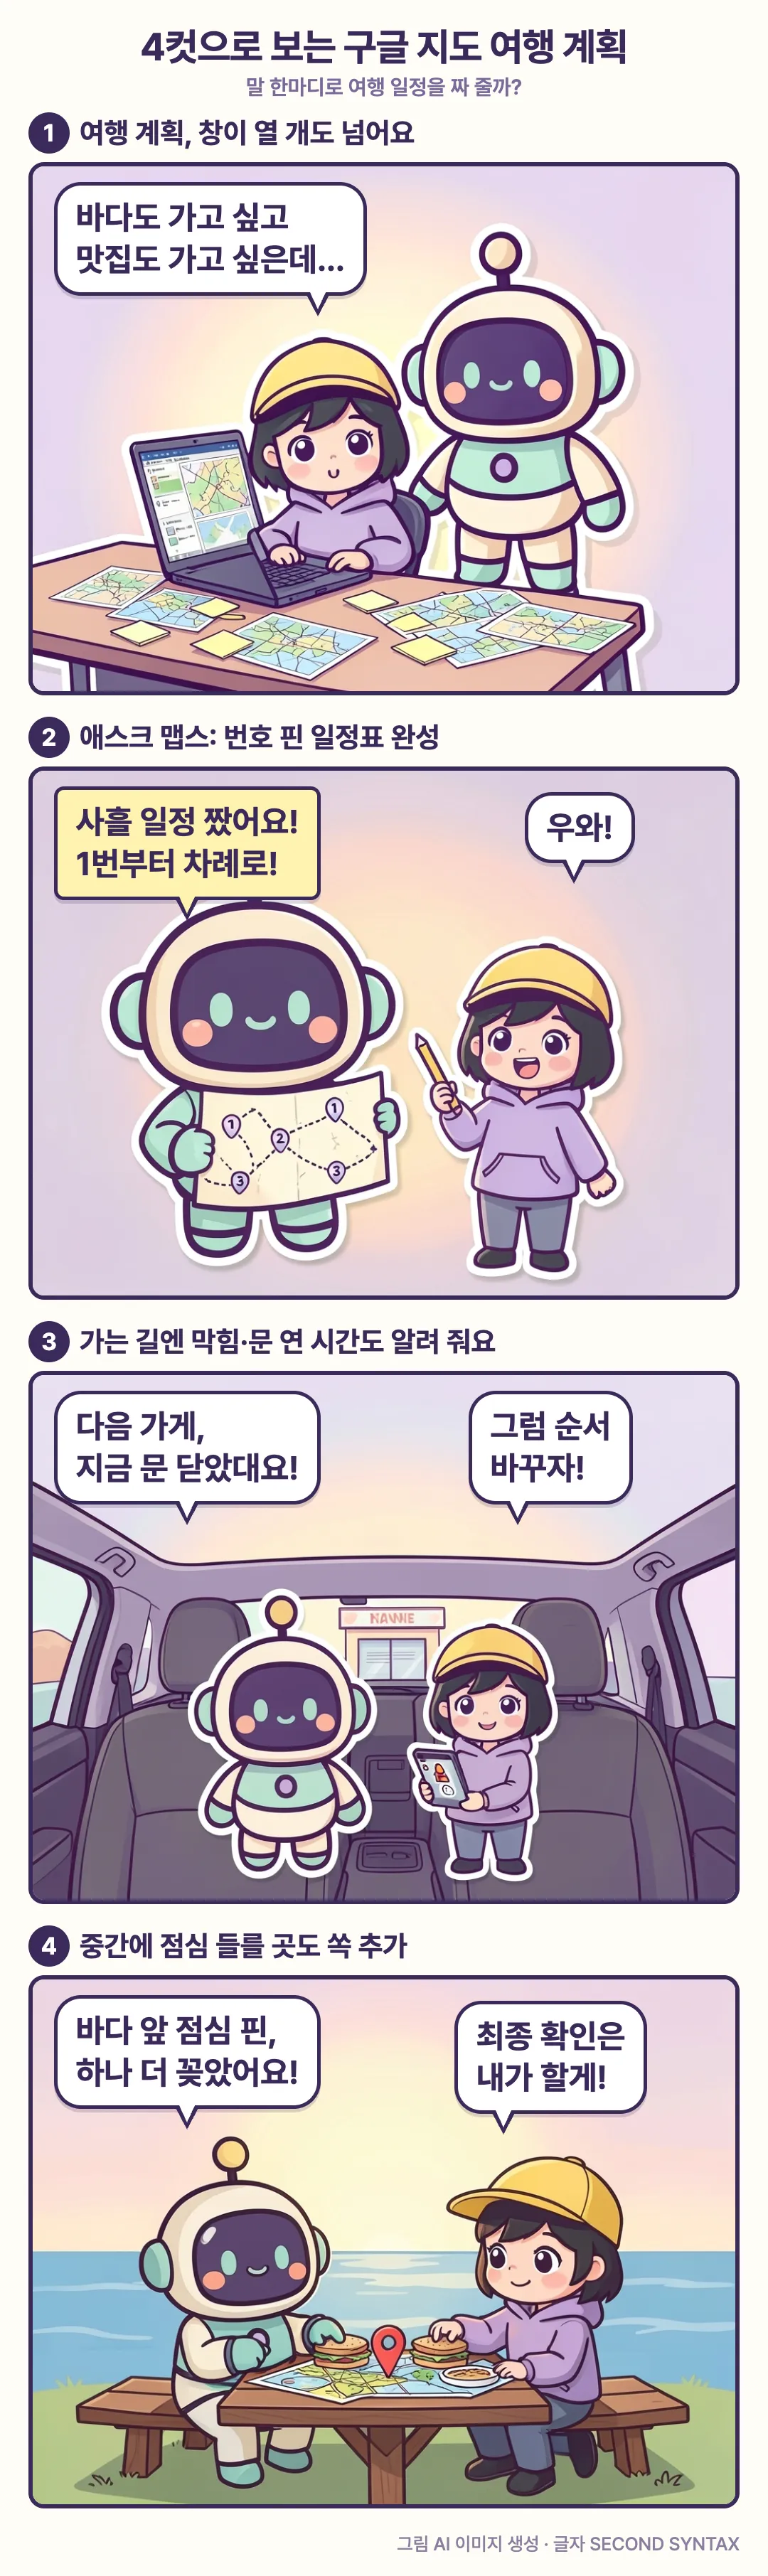 4컷으로 보는 구글 지도 여행 계획
말 한마디로 여행 일정을 짜 줄까?
1 여행 계획, 창이 열 개도 넘어요
바다도 가고 싶고
맛집도 가고 싶은데...
2 애스크 맵스: 번호 핀 일정표 완성
사흘 일정 짰어요!
1번부터 차례로!
우와!
1
1
2
3
3
3 가는 길엔 막힘·문 연 시간도 알려 줘요
다음 가게,
지금 문 닫았대요!
그럼 순서
바꾸자!
4 중간에 점심 들를 곳도 쏙 추가
바다 앞 점심 핀,
하나 더 꽂았어요!
최종 확인은
내가 할게!
그림 AI 이미지 생성 · 글자 SECOND SYNTAX